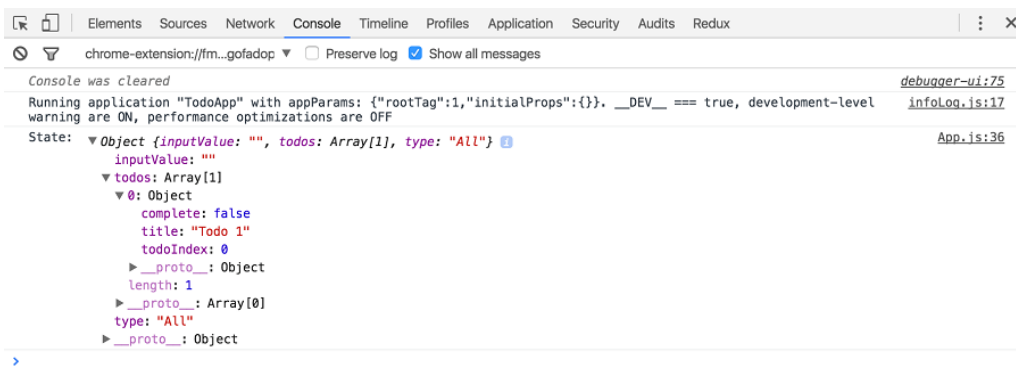 Elements Sources Network Console Timeline Profiles Application Security Audits Redux
chrome-extension://fm...gofadop ▼ Preserve log Show all messages
Console was cleared debugger-ui:75
Running application "TodoApp" with appParams: {"rootTag":1,"initialProps":{}}. __DEV__ === true, development-level infoLog.js:17
warning are ON, performance optimizations are OFF
State: ▼Object {inputValue: "", todos: Array[1], type: "All"} App.js:36
inputValue: ""
▼todos: Array[1]
▼0: Object
complete: false
title: "Todo 1"
todoIndex: 0
▶__proto__: Object
length: 1
▶__proto__: Array[0]
type: "All"
▶__proto__: Object